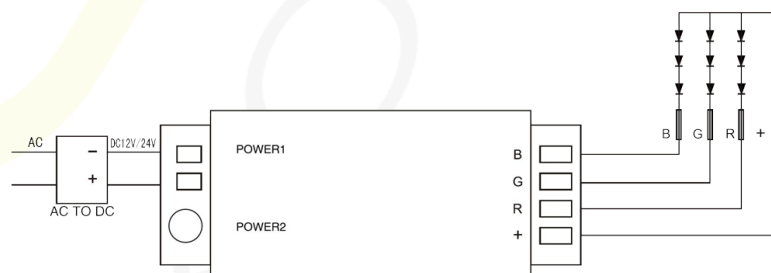 AC
DC12V/24V
−
+
AC TO DC
POWER1
POWER2
B
G
R
+
B
G
R
+